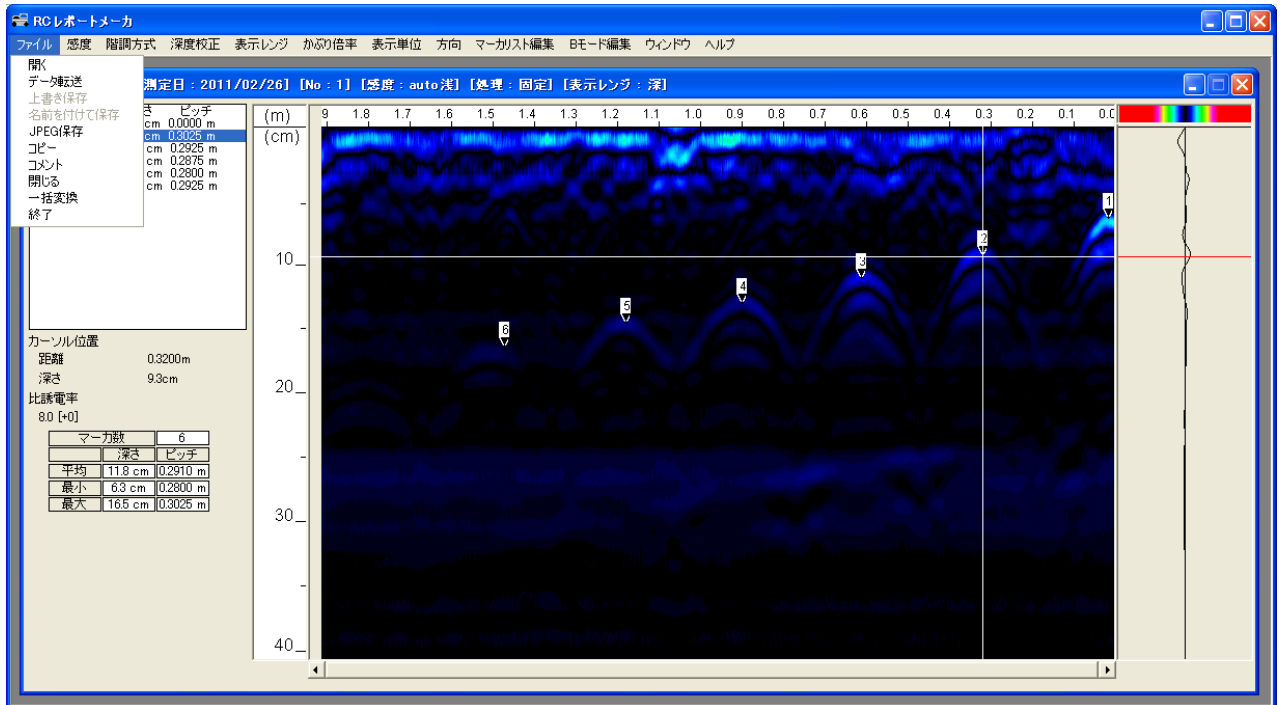 RCレポートメーカ
ファイル 感度 階調方式 深度校正 表示レンジ かぶり倍率 表示単位 方向 マーカリスト編集 Bモード編集 ウィンドウ ヘルプ
開く
データ転送
上書き保存
名前を付けて保存
JPEG保存
コピー
コメント
閉じる
一括変換
終了
測定日：2011/02/26] [No：1] [感度：auto浅] [処理：固定] [表示レンジ：深]
さ ピッチ
cm 0.0000 m
cm 0.3025 m
cm 0.2925 m
cm 0.2875 m
cm 0.2800 m
cm 0.2925 m
カーソル位置
距離 0.3200m
深さ 9.3cm
比誘電率
8.0 [+0]
マーカ数 6
深さ ピッチ
平均 11.8 cm 0.2910 m
最小 6.3 cm 0.2800 m
最大 16.5 cm 0.3025 m
(m) 9 1.8 1.7 1.6 1.5 1.4 1.3 1.2 1.1 1.0 0.9 0.8 0.7 0.6 0.5 0.4 0.3 0.2 0.1 0.0
(cm)
1
2
10
3
4
5
6
20
30
40